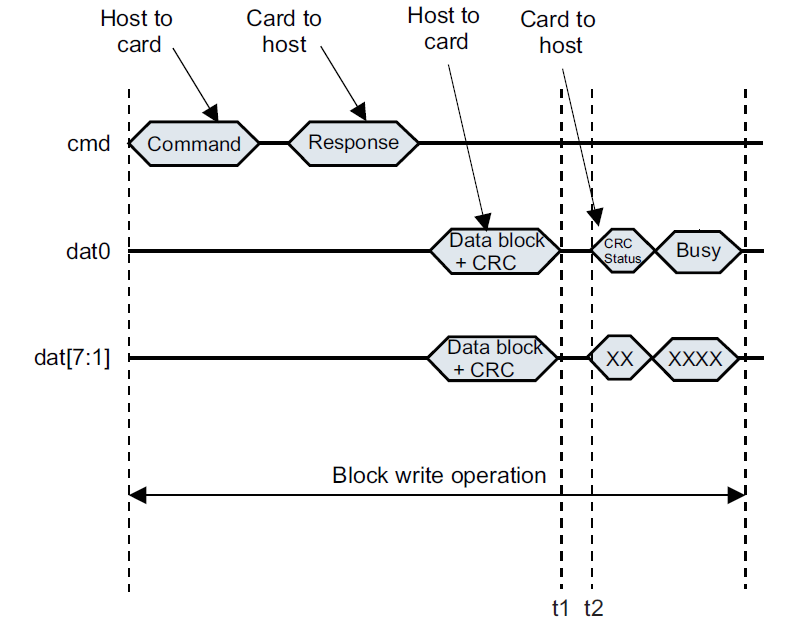 Host to
card
Card to
host
Host to
card
Card to
host
cmd
Command
Response
dat0
Data block
+ CRC
CRC
Status
Busy
dat[7:1]
Data block
+ CRC
XX
XXXX
Block write operation
t1
t2